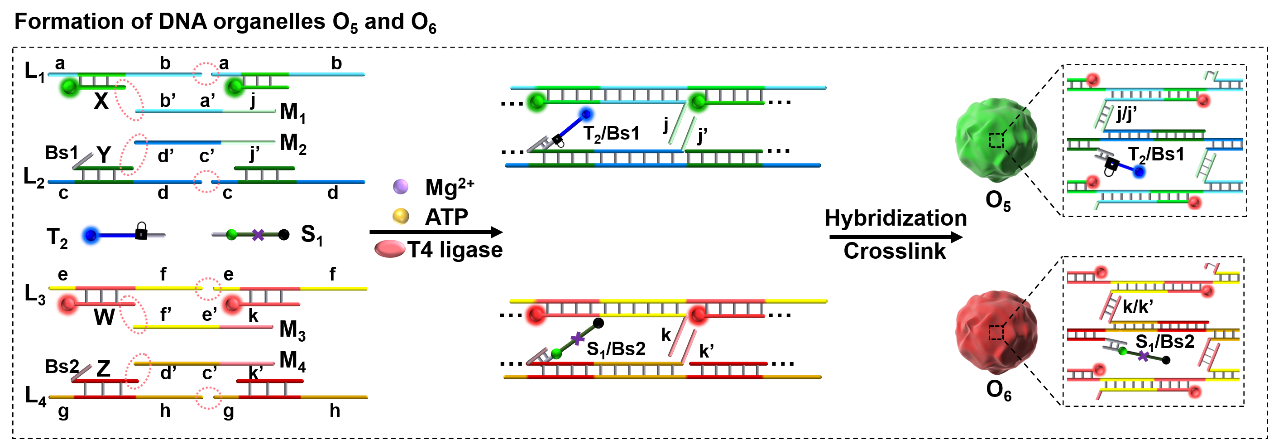 Formation of DNA organelles O5 and O6
a b a b
L1
X
b' a' j M1
Bs1 Y d' c' j' M2
L2
c d c d
T2 S1
e f e f
L3
W k
f' e' M3
Bs2 Z d' c' k' M4
L4
g h g h
Mg2+
ATP
T4 ligase
... ...
j j'
T2/Bs1
... ...
... ...
k k'
S1/Bs2
... ...
Hybridization
Crosslink
O5
j/j'
T2/Bs1
O6
k/k'
S1/Bs2